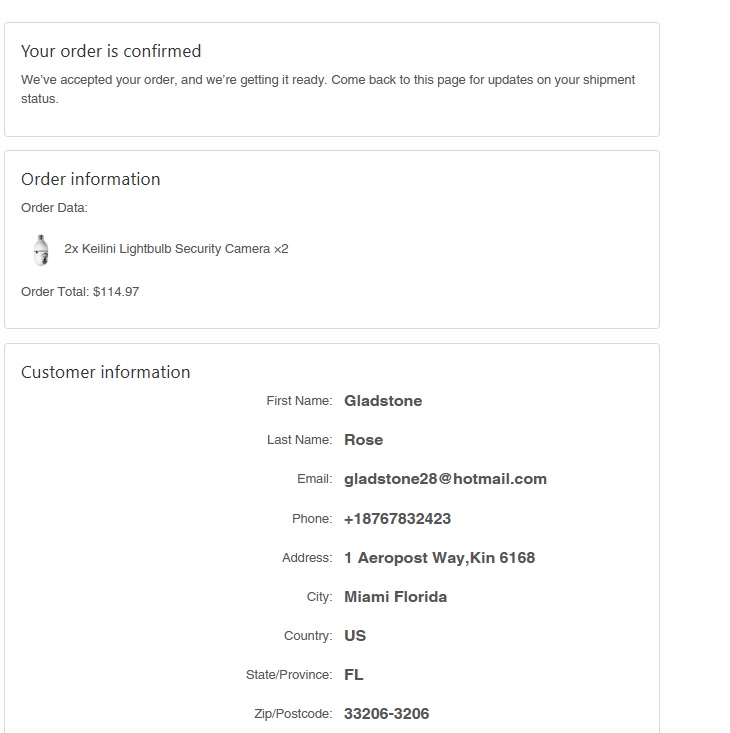 Your order is confirmed
We've accepted your order, and we're getting it ready. Come back to this page for updates on your shipment
status.
Order information
Order Data:
2x Keilini Lightbulb Security Camera ×2
Order Total: $114.97
Customer information
First Name: Gladstone
Last Name: Rose
Email: gladstone28@hotmail.com
Phone: +18767832423
Address: 1 Aeropost Way,Kin 6168
City: Miami Florida
Country: US
State/Province: FL
Zip/Postcode: 33206-3206